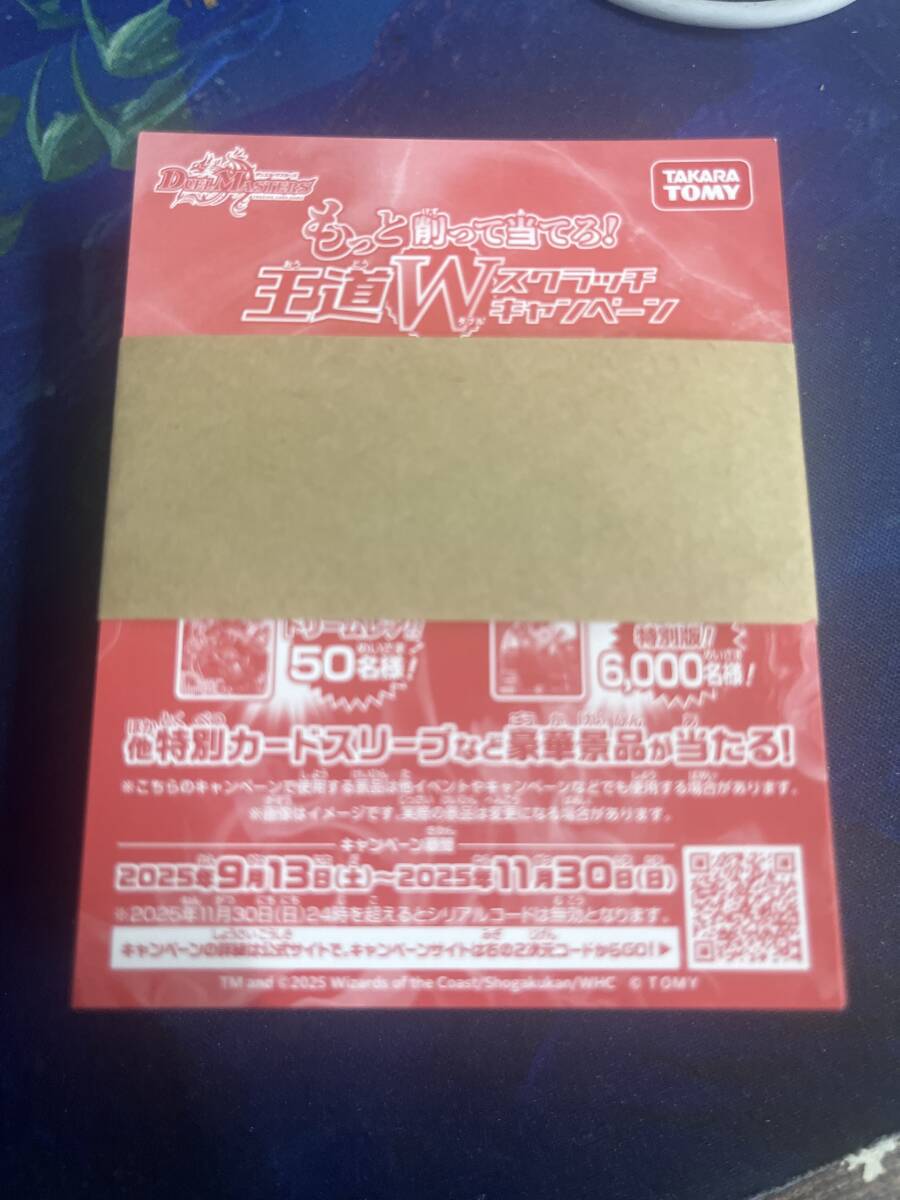 DUEL MASTERS
TAKARA TOMY
もっと削って当てろ!
王道W スクラッチキャンペーン
ドリームレア!!
50名様!
特別版!
6,000名様!
他特別カードスリーブなど豪華景品が当たる!
※こちらのキャンペーンで使用する景品は他イベントやキャンペーンなどでも使用する場合があります。
※画像はイメージです。実際の景品は変更になる場合があります。
キャンペーン期間
2025年9月13日(土)〜2025年11月30日(日)
※2025年11月30日(日)24時を超えるとシリアルコードは無効となります。
キャンペーンの詳細は公式サイトで。キャンペーンサイトは右の2次元コードからGO!▶
TM and ©2025 Wizards of the Coast/Shogakukan/WHC © TOMY